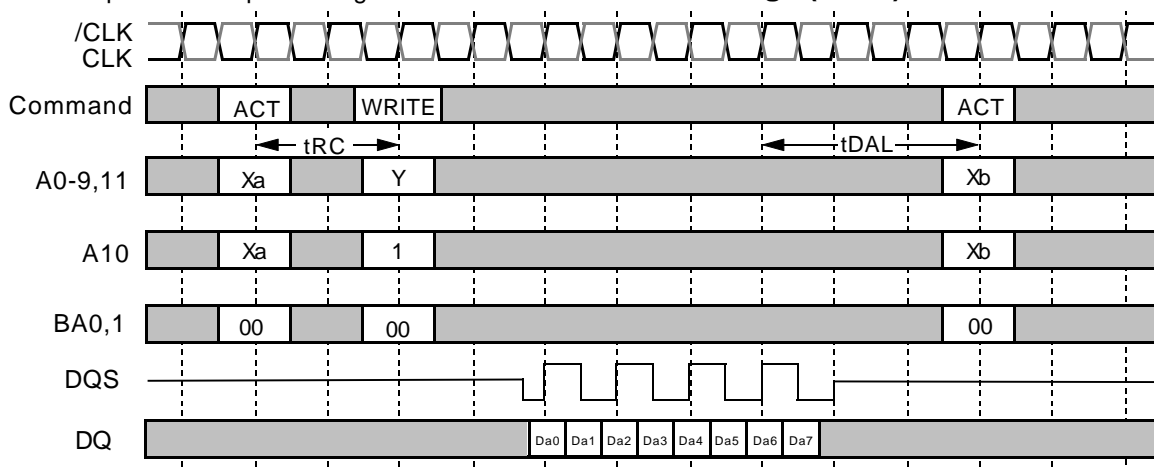 /CLK
CLK
Command ACT WRITE ACT
tRC tDAL
A0-9,11 Xa Y Xb
A10 Xa 1 Xb
BA0,1 00 00 00
DQS
DQ Da0 Da1 Da2 Da3 Da4 Da5 Da6 Da7